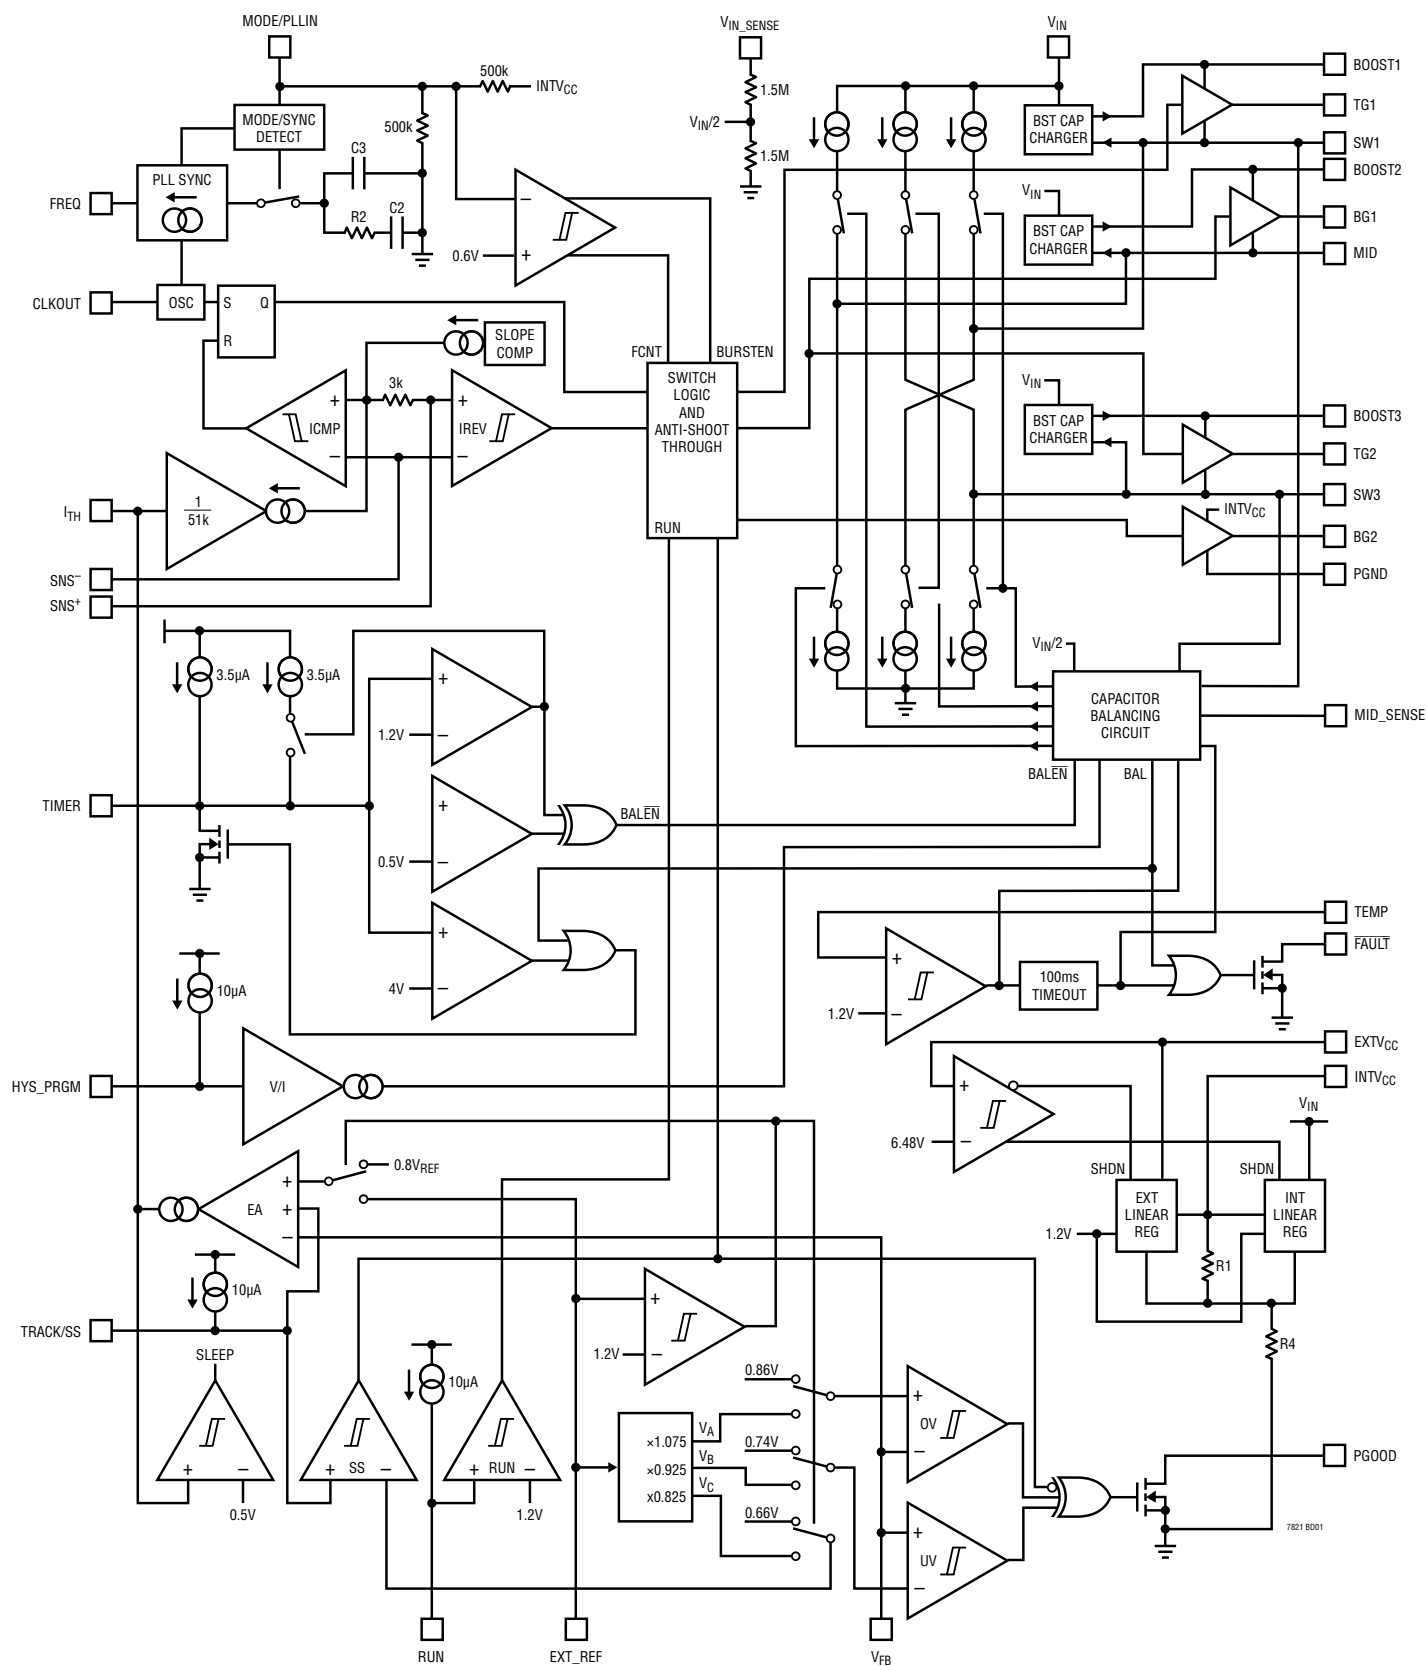 MODE/PLLIN
VIN_SENSE
VIN
500k
INTVCC
1.5M
BOOST1
MODE/SYNC
DETECT
500k
VIN/2
BST CAP
CHARGER
TG1
C3
1.5M
SW1
PLL SYNC
VIN
BOOST2
FREQ
R2
C2
BST CAP
CHARGER
BG1
0.6V
MID
CLKOUT
OSC
S
Q
R
SLOPE
COMP
FCNT
BURSTEN
SWITCH
LOGIC
AND
ANTI-SHOOT
THROUGH
RUN
VIN
3k
ICMP
IREV
BST CAP
CHARGER
BOOST3
TG2
SW3
ITH
1
51k
INTVCC
BG2
SNS–
PGND
SNS+
3.5µA
3.5µA
VIN/2
1.2V
CAPACITOR
BALANCING
CIRCUIT
MID_SENSE
BALEN
BAL
TIMER
BALEN
0.5V
TEMP
FAULT
10µA
4V
100ms
TIMEOUT
1.2V
EXTVCC
HYS_PRGM
V/I
INTVCC
VIN
6.48V
0.8VREF
SHDN
SHDN
EA
EXT
LINEAR
REG
INT
LINEAR
REG
1.2V
R1
10µA
TRACK/SS
R4
SLEEP
1.2V
10µA
0.86V
OV
VA
×1.075
0.74V
SS
RUN
VB
×0.925
PGOOD
VC
x0.825
0.5V
1.2V
0.66V
7821 BD01
UV
RUN
EXT_REF
VFB
+
–